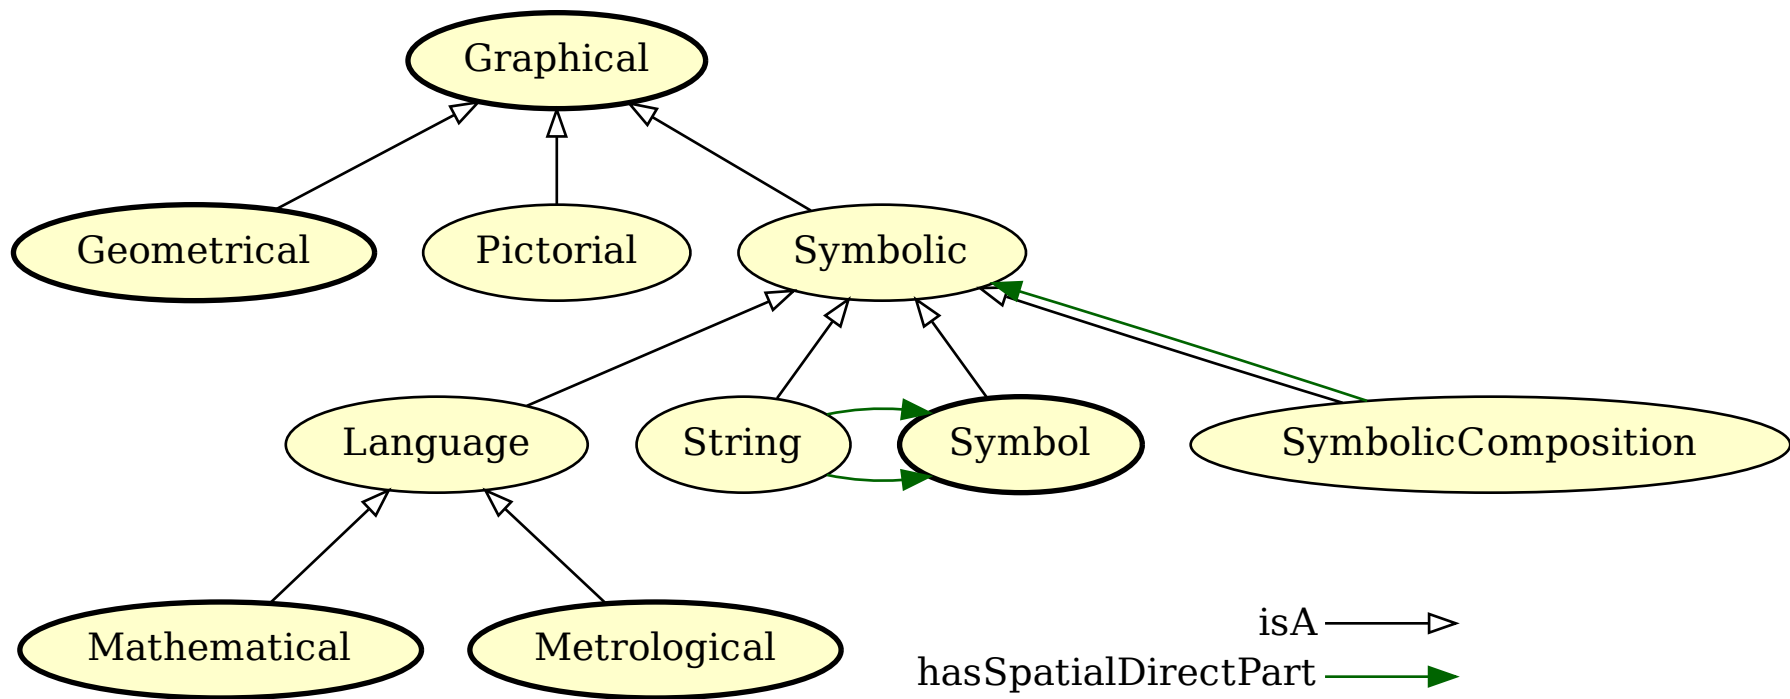 Graphical
Geometrical
Pictorial
Symbolic
Language
String
Symbol
SymbolicComposition
Mathematical
Metrological
isA
hasSpatialDirectPart